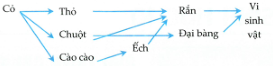 Cỏ Thỏ Rắn Vi sinh vật
Chuột Đại bàng
Cào cào Ếch